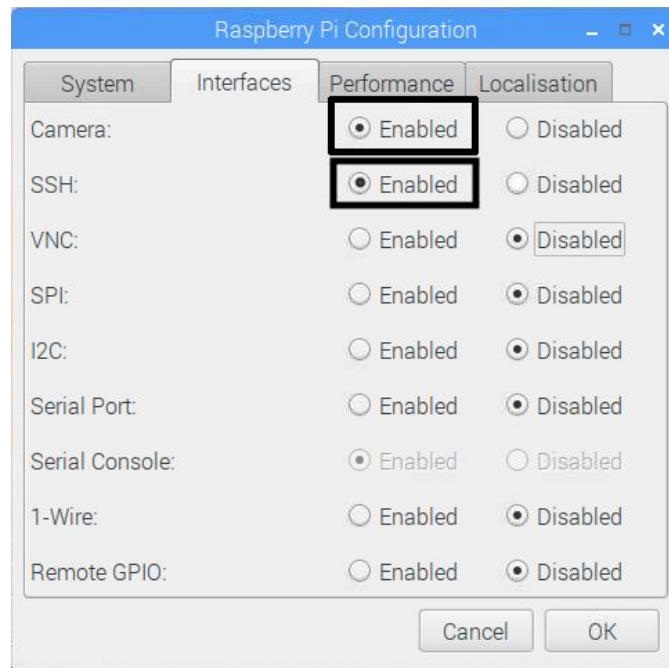 Raspberry Pi Configuration
System Interfaces Performance Localisation
Camera: Enabled Disabled
SSH: Enabled Disabled
VNC: Enabled Disabled
SPI: Enabled Disabled
I2C: Enabled Disabled
Serial Port: Enabled Disabled
Serial Console: Enabled Disabled
1-Wire: Enabled Disabled
Remote GPIO: Enabled Disabled
Cancel OK